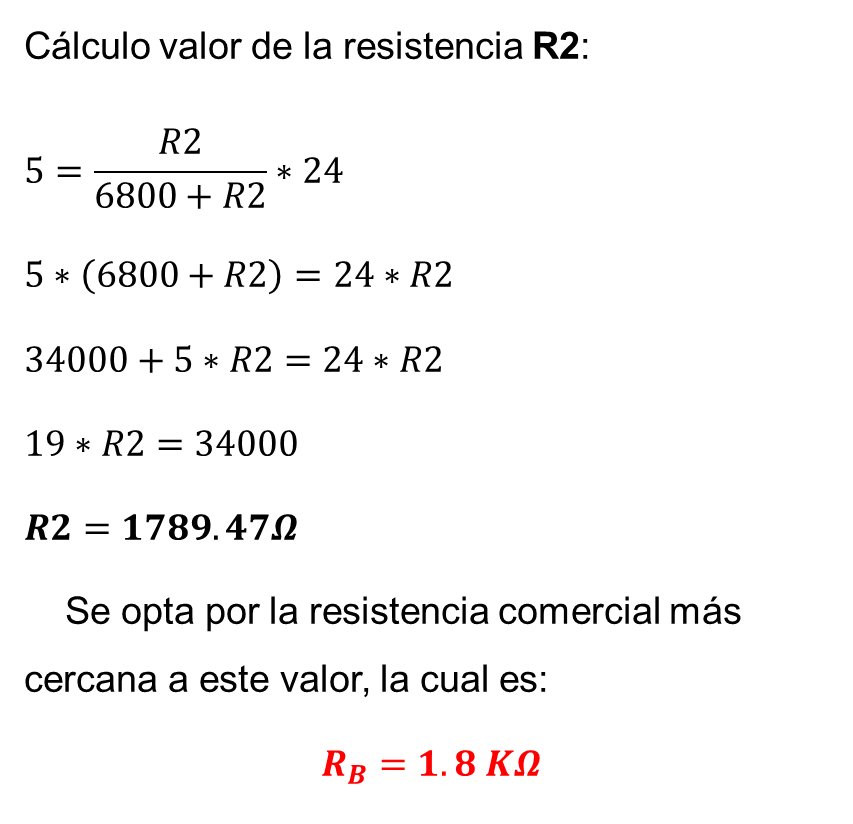 Cálculo valor de la resistencia R2:
5 = R2 / (6800 + R2) * 24
5 * (6800 + R2) = 24 * R2
34000 + 5 * R2 = 24 * R2
19 * R2 = 34000
R2 = 1789.47Ω
Se opta por la resistencia comercial más
cercana a este valor, la cual es:
R_B = 1.8 KΩ